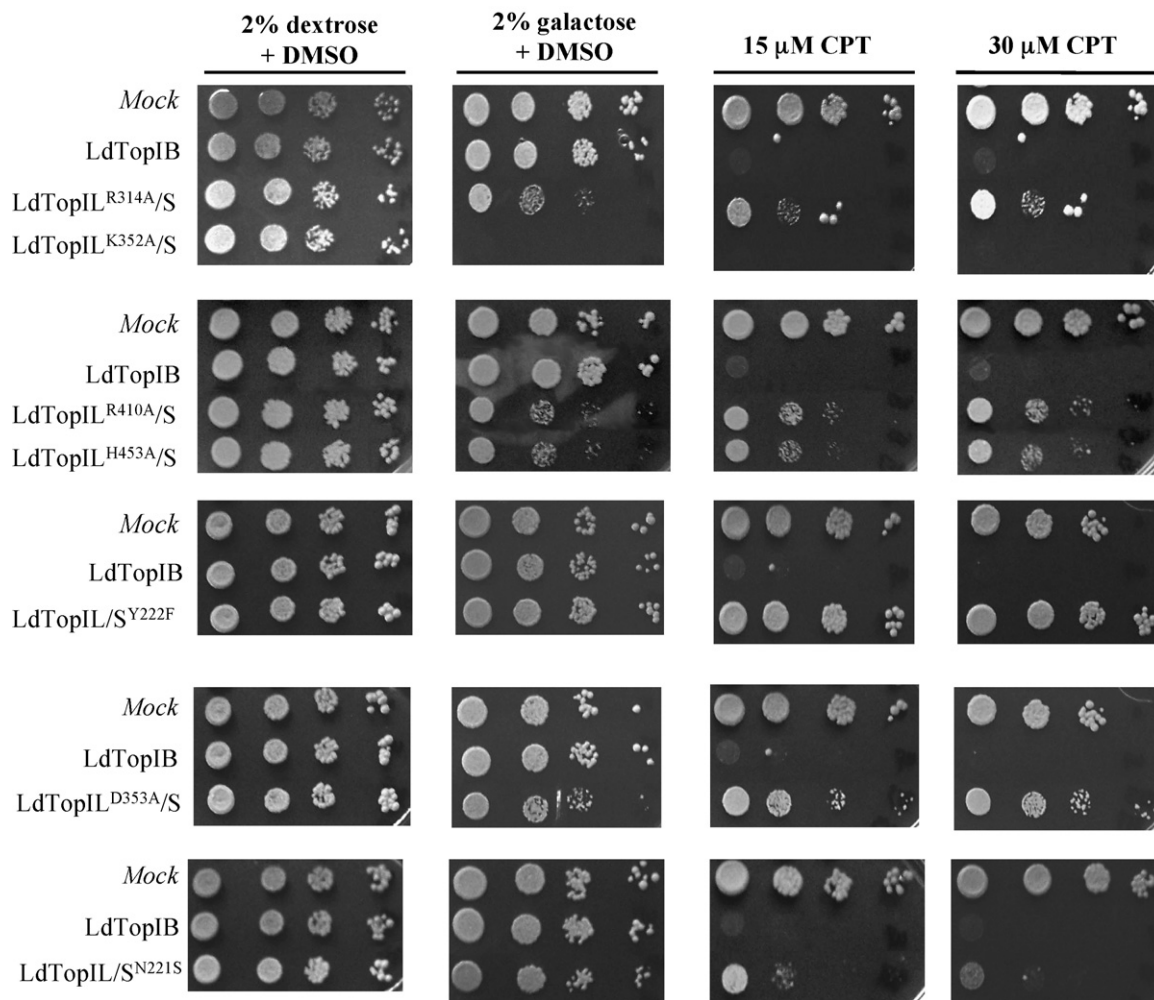 2% dextrose
+ DMSO
2% galactose
+ DMSO
15 μM CPT
30 μM CPT
Mock
LdTopIB
LdTopIL^R314A/S
LdTopIL^K352A/S
Mock
LdTopIB
LdTopIL^R410A/S
LdTopIL^H453A/S
Mock
LdTopIB
LdTopIL/S^Y222F
Mock
LdTopIB
LdTopIL^D353A/S
Mock
LdTopIB
LdTopIL/S^N221S